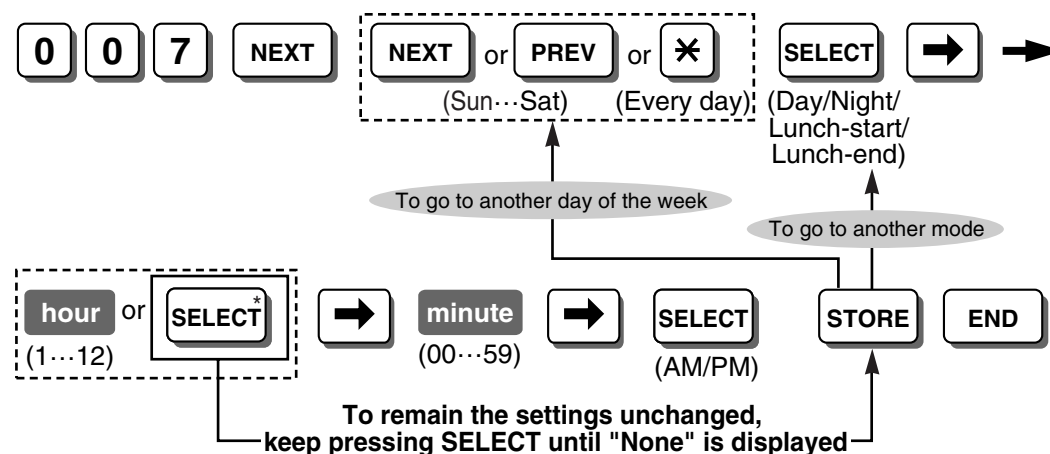 0 0 7 NEXT NEXT or PREV or ✱ SELECT
(Sun···Sat) (Every day) (Day/Night/
Lunch-start/
Lunch-end)
To go to another day of the week
To go to another mode
hour or SELECT* minute SELECT STORE END
(1···12) (00···59) (AM/PM)
To remain the settings unchanged,
keep pressing SELECT until "None" is displayed